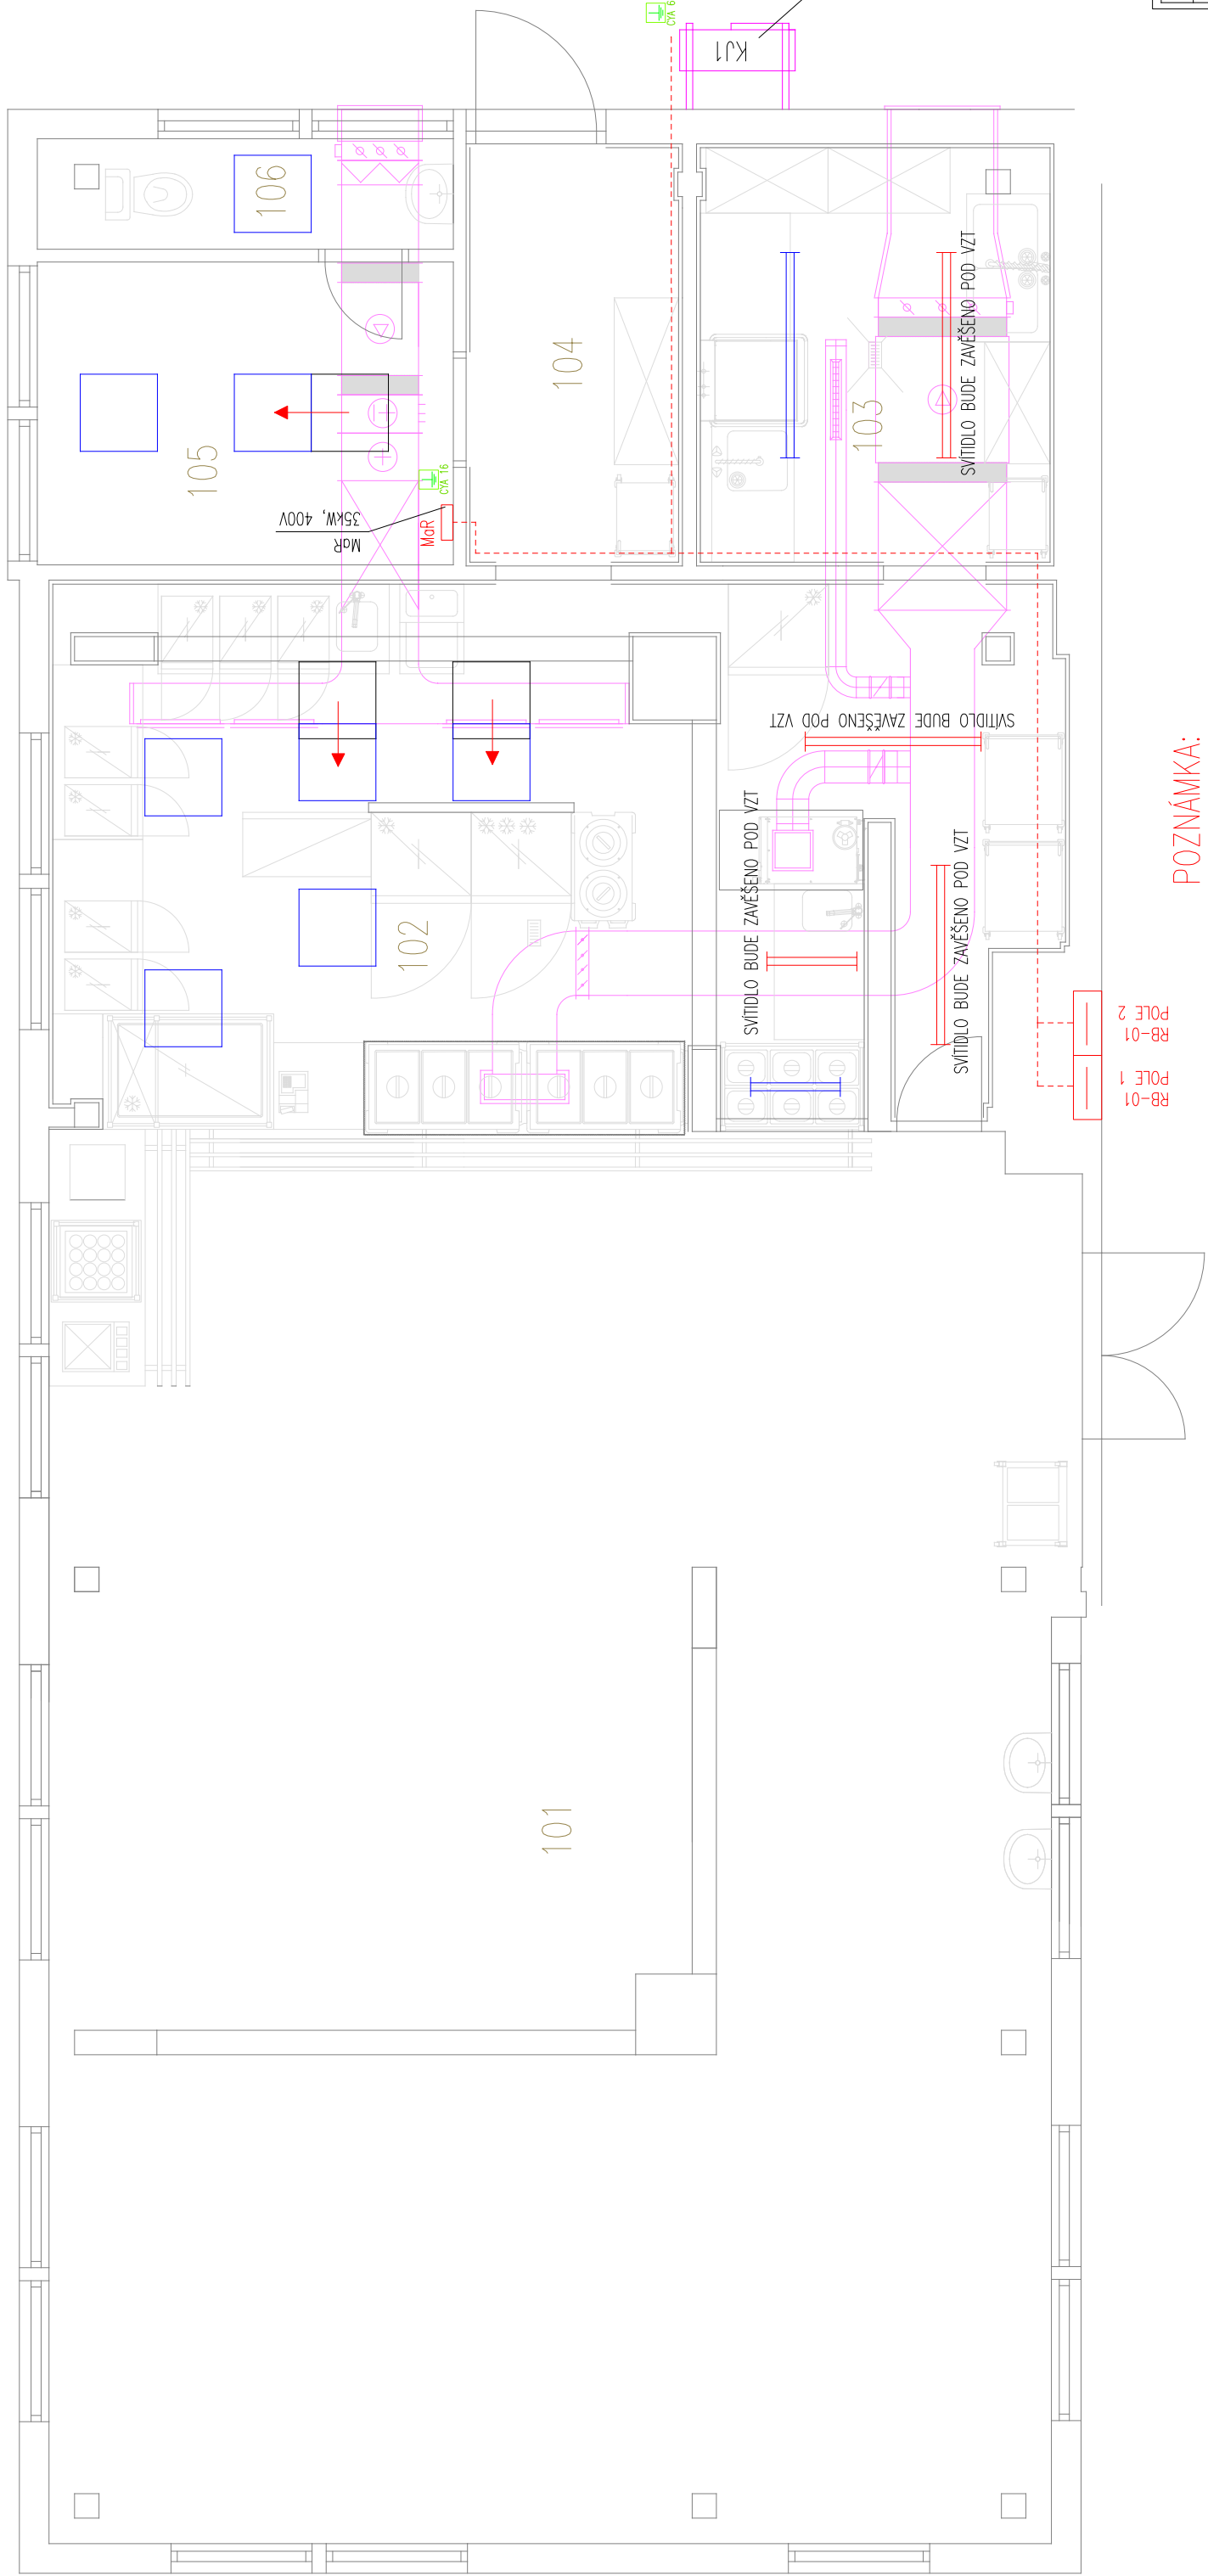 CYA 6
KJ1
106
104
105
103
SVÍTIDLO BUDE ZAVĚŠENO POD VZT
CYA 16
MaR
35kW, 400V
MaR
SVÍTIDLO BUDE ZAVĚŠENO POD VZT
SVÍTIDLO BUDE ZAVĚŠENO POD VZT
SVÍTIDLO BUDE ZAVĚŠENO POD VZT
102
POZNÁMKA:
RB-01
POLE 2
RB-01
POLE 1
101